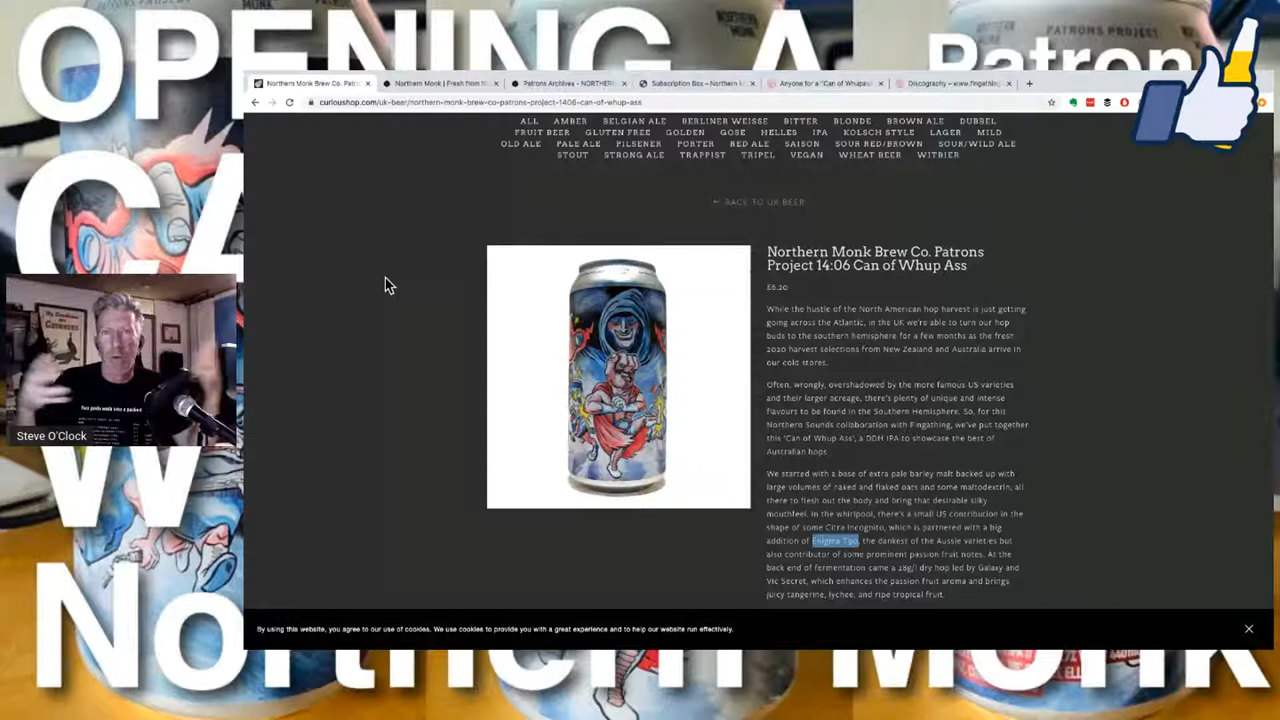 OPENING A
Patron
PATRONS PROJECT
CA
W
Northern Monk
Northern Monk Brew Co. Patro
Northern Monk | Fresh from th
Patrons Archives - NORTHER
Subscription Box – Northern M
Anyone for a "Can of Whupas
Discography – www.fingathing
curioushop.com/uk-beer/northern-monk-brew-co-patrons-project-1406-can-of-whup-ass
ALL AMBER BELGIAN ALE BERLINER WEISSE BITTER BLONDE BROWN ALE DUBBEL
FRUIT BEER GLUTEN FREE GOLDEN GOSE HELLES IPA KOLSCH STYLE LAGER MILD
OLD ALE PALE ALE PILSENER PORTER RED ALE SAISON SOUR RED/BROWN SOUR/WILD ALE
STOUT STRONG ALE TRAPPIST TRIPEL VEGAN WHEAT BEER WITBIER
← BACK TO UK BEER
Northern Monk Brew Co. Patrons
Project 14:06 Can of Whup Ass
£6.20
While the hustle of the North American hop harvest is just getting
going across the Atlantic, in the UK we're able to turn our hop
buds to the southern hemisphere for a few months as the fresh
2020 harvest selections from New Zealand and Australia arrive in
our cold stores.
Often, wrongly, overshadowed by the more famous US varieties
and their larger acreage, there's plenty of unique and intense
flavours to be found in the Southern Hemisphere. So, for this
Northern Sounds collaboration with Fingathing, we've put together
this 'Can of Whup Ass', a DDH IPA to showcase the best of
Australian hops.
We started with a base of extra pale barley malt backed up with
large volumes of naked and flaked oats and some maltodextrin, all
there to flesh out the body and bring that desirable silky
mouthfeel. In the whirlpool, there's a small US contribution in the
shape of some Citra Incognito, which is partnered with a big
addition of Enigma T90, the dankest of the Aussie varieties but
also contributor of some prominent passion fruit notes. At the
back end of fermentation came a 28g/l dry hop led by Galaxy and
Vic Secret, which enhances the passion fruit aroma and brings
juicy tangerine, lychee, and ripe tropical fruit.
GUINNESS
Steve O'Clock
By using this website, you agree to our use of cookies. We use cookies to provide you with a great experience and to help our website run effectively.